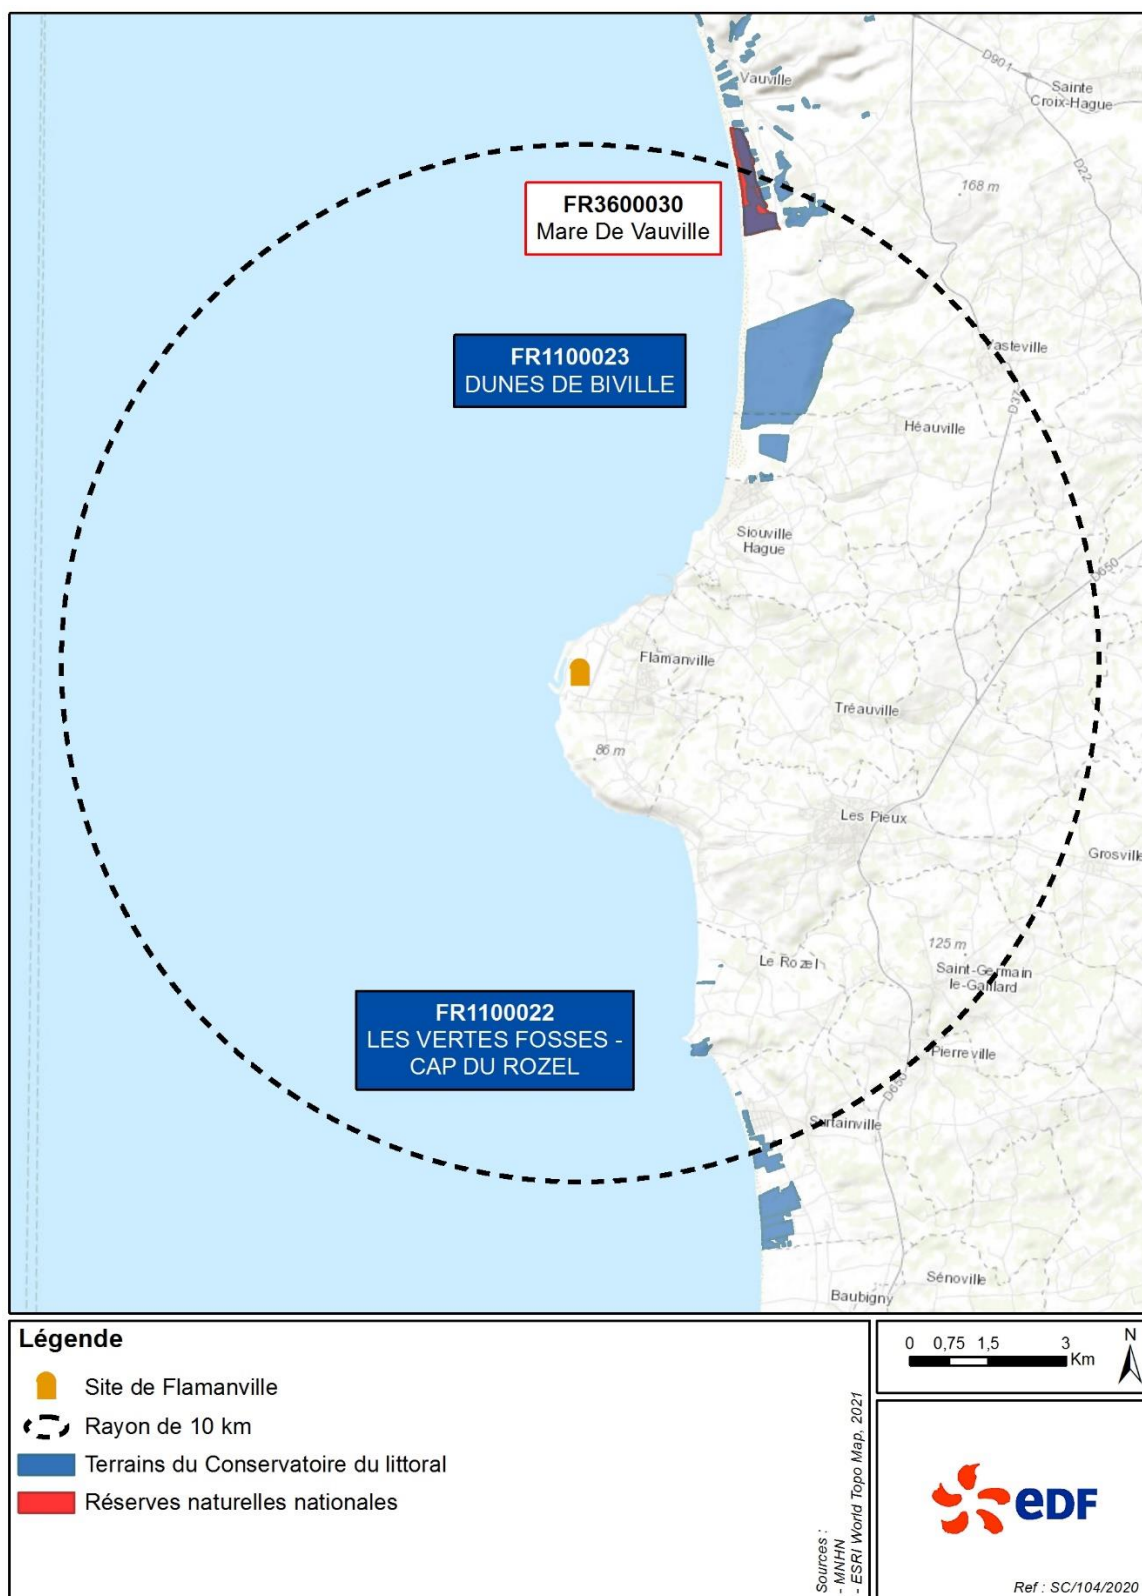 Vauville
D901
Sainte
Croix-Hague
D22
168 m
FR3600030
Mare De Vauville
FR1100023
DUNES DE BIVILLE
Vasteville
D37
Héauville
Siouville
Hague
D650
Flamanville
Tréauville
86 m
Les Pieux
Grosville
125 m
Le Rozel
Saint-Germain
le-Gaillard
FR1100022
LES VERTES FOSSES -
CAP DU ROZEL
Pierreville
D650
Surtainville
Sénoville
Baubigny
Légende
Site de Flamanville
Rayon de 10 km
Terrains du Conservatoire du littoral
Réserves naturelles nationales
Sources :
- MNHN
- ESRI World Topo Map, 2021
0 0,75 1,5 3
Km
N
eDF
Ref : SC/104/2020